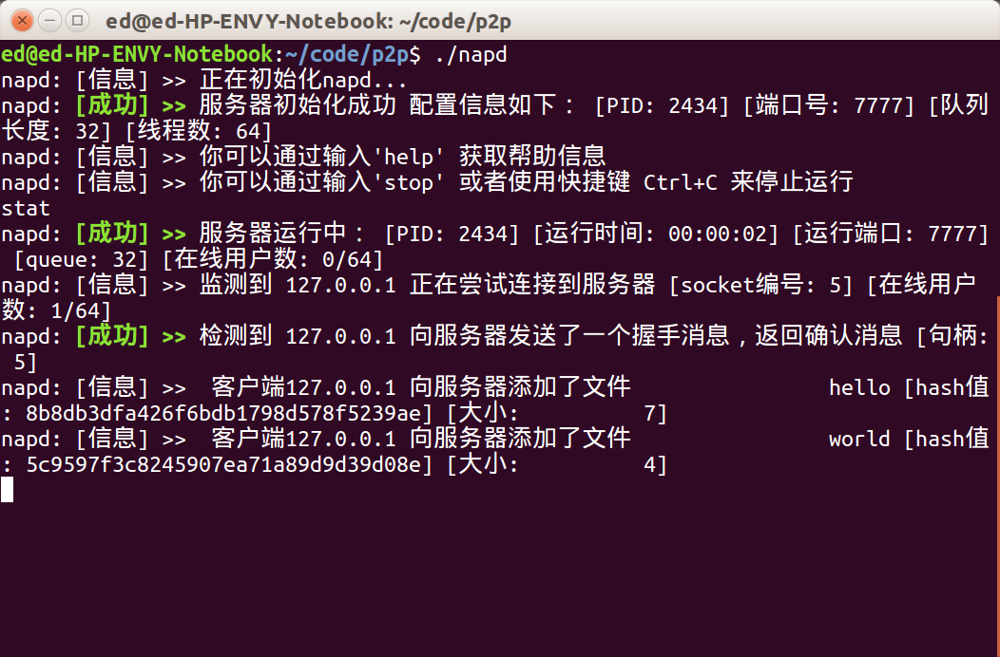 ed@ed-HP-ENVY-Notebook: ~/code/p2p
ed@ed-HP-ENVY-Notebook:~/code/p2p$ ./napd
napd: [信息] >> 正在初始化napd...
napd: [成功] >> 服务器初始化成功 配置信息如下： [PID: 2434] [端口号: 7777] [队列
长度: 32] [线程数: 64]
napd: [信息] >> 你可以通过输入'help' 获取帮助信息
napd: [信息] >> 你可以通过输入'stop' 或者使用快捷键 Ctrl+C 来停止运行
stat
napd: [成功] >> 服务器运行中： [PID: 2434] [运行时间: 00:00:02] [运行端口: 7777]
 [queue: 32] [在线用户数: 0/64]
napd: [信息] >> 监测到 127.0.0.1 正在尝试连接到服务器 [socket编号: 5] [在线用户
数: 1/64]
napd: [成功] >> 检测到 127.0.0.1 向服务器发送了一个握手消息，返回确认消息 [句柄:
 5]
napd: [信息] >>  客户端127.0.0.1 向服务器添加了文件                hello [hash值
: 8b8db3dfa426f6bdb1798d578f5239ae] [大小:          7]
napd: [信息] >>  客户端127.0.0.1 向服务器添加了文件                world [hash值
: 5c9597f3c8245907ea71a89d9d39d08e] [大小:          4]